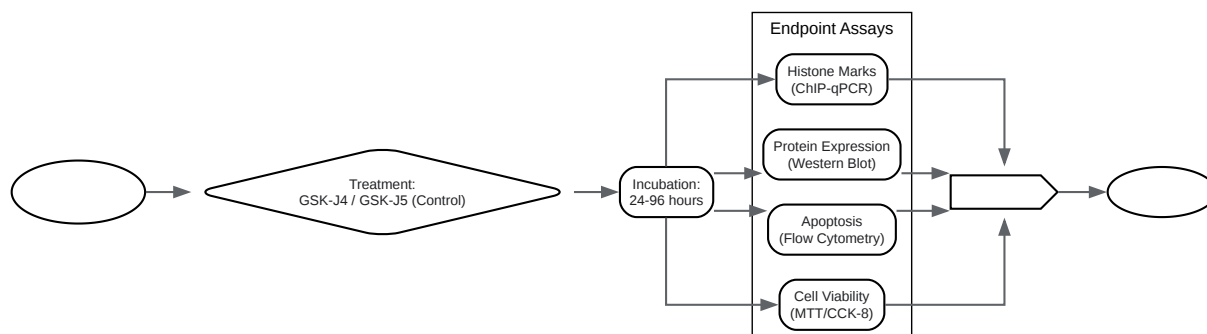 Treatment:
GSK-J4 / GSK-J5 (Control)
Incubation:
24-96 hours
Endpoint Assays
Histone Marks
(ChIP-qPCR)
Protein Expression
(Western Blot)
Apoptosis
(Flow Cytometry)
Cell Viability
(MTT/CCK-8)